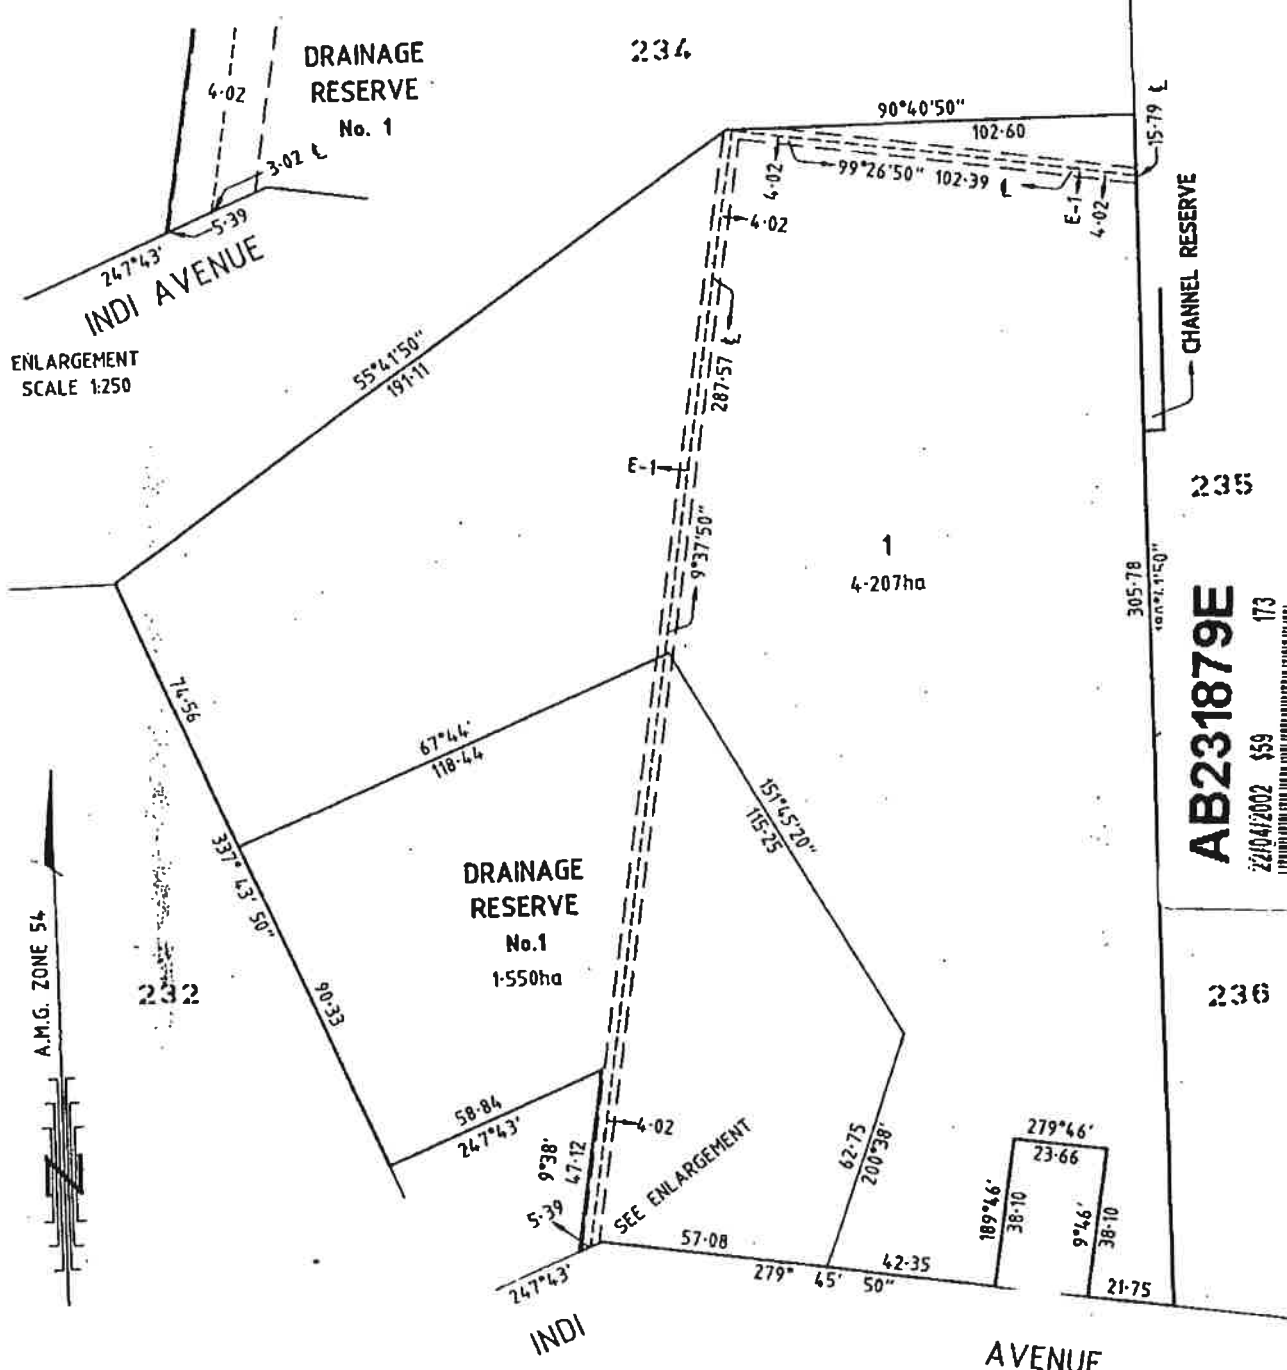 DRAINAGE
RESERVE
No. 1
4·02
3·02 ℄
5·39
247°43'
INDI AVENUE
ENLARGEMENT
SCALE 1:250
234
90°40'50"
102·60
15·79 ℄
4·02
99°26'50" 102·39 ℄
E-1
4·02
4·02
CHANNEL RESERVE
55°41'50"
191·11
287·57 ℄
E-1
9°37'50"
235
1
4·207ha
305·78
AB231879E
22/04/2002 $59 173
74·56
67°44'
118·44
151°45'20"
115·25
337° 43' 50"
DRAINAGE
RESERVE
No.1
1·550ha
A.M.G. ZONE 54
232
90·33
236
58·84
247°43'
9°38'
47·12
4·02
SEE ENLARGEMENT
62·75
200°38'
279°46'
23·66
189°46'
38·10
9°46'
38·10
5·39
57·08
42·35
279° 45' 50"
21·75
247°43'
INDI
AVENUE